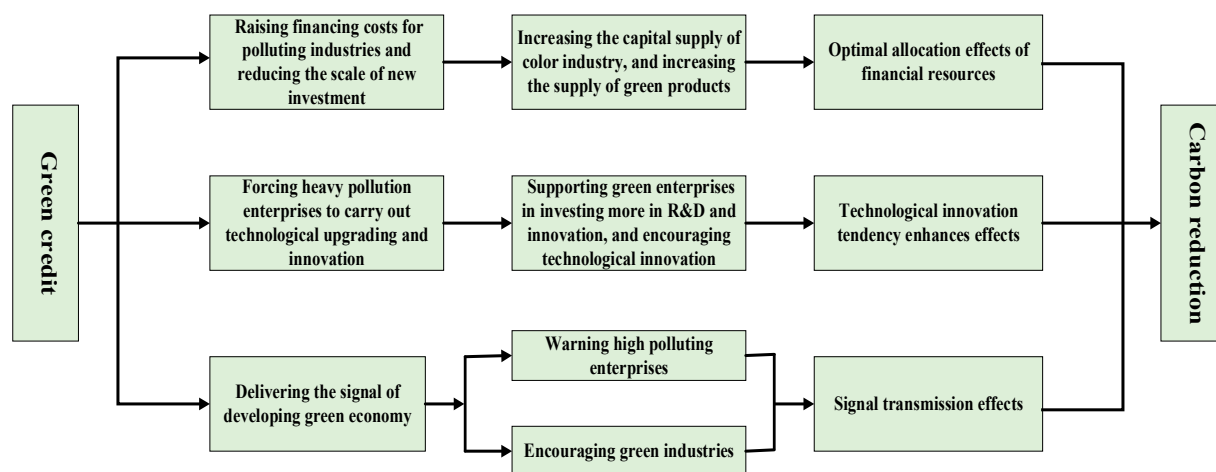 Green credit
Raising financing costs for
polluting industries and
reducing the scale of new
investment
Increasing the capital supply of
color industry, and increasing
the supply of green products
Optimal allocation effects of
financial resources
Forcing heavy pollution
enterprises to carry out
technological upgrading and
innovation
Supporting green enterprises
in investing more in R&D and
innovation, and encouraging
technological innovation
Technological innovation
tendency enhances effects
Delivering the signal of
developing green economy
Warning high polluting
enterprises
Encouraging green industries
Signal transmission effects
Carbon reduction